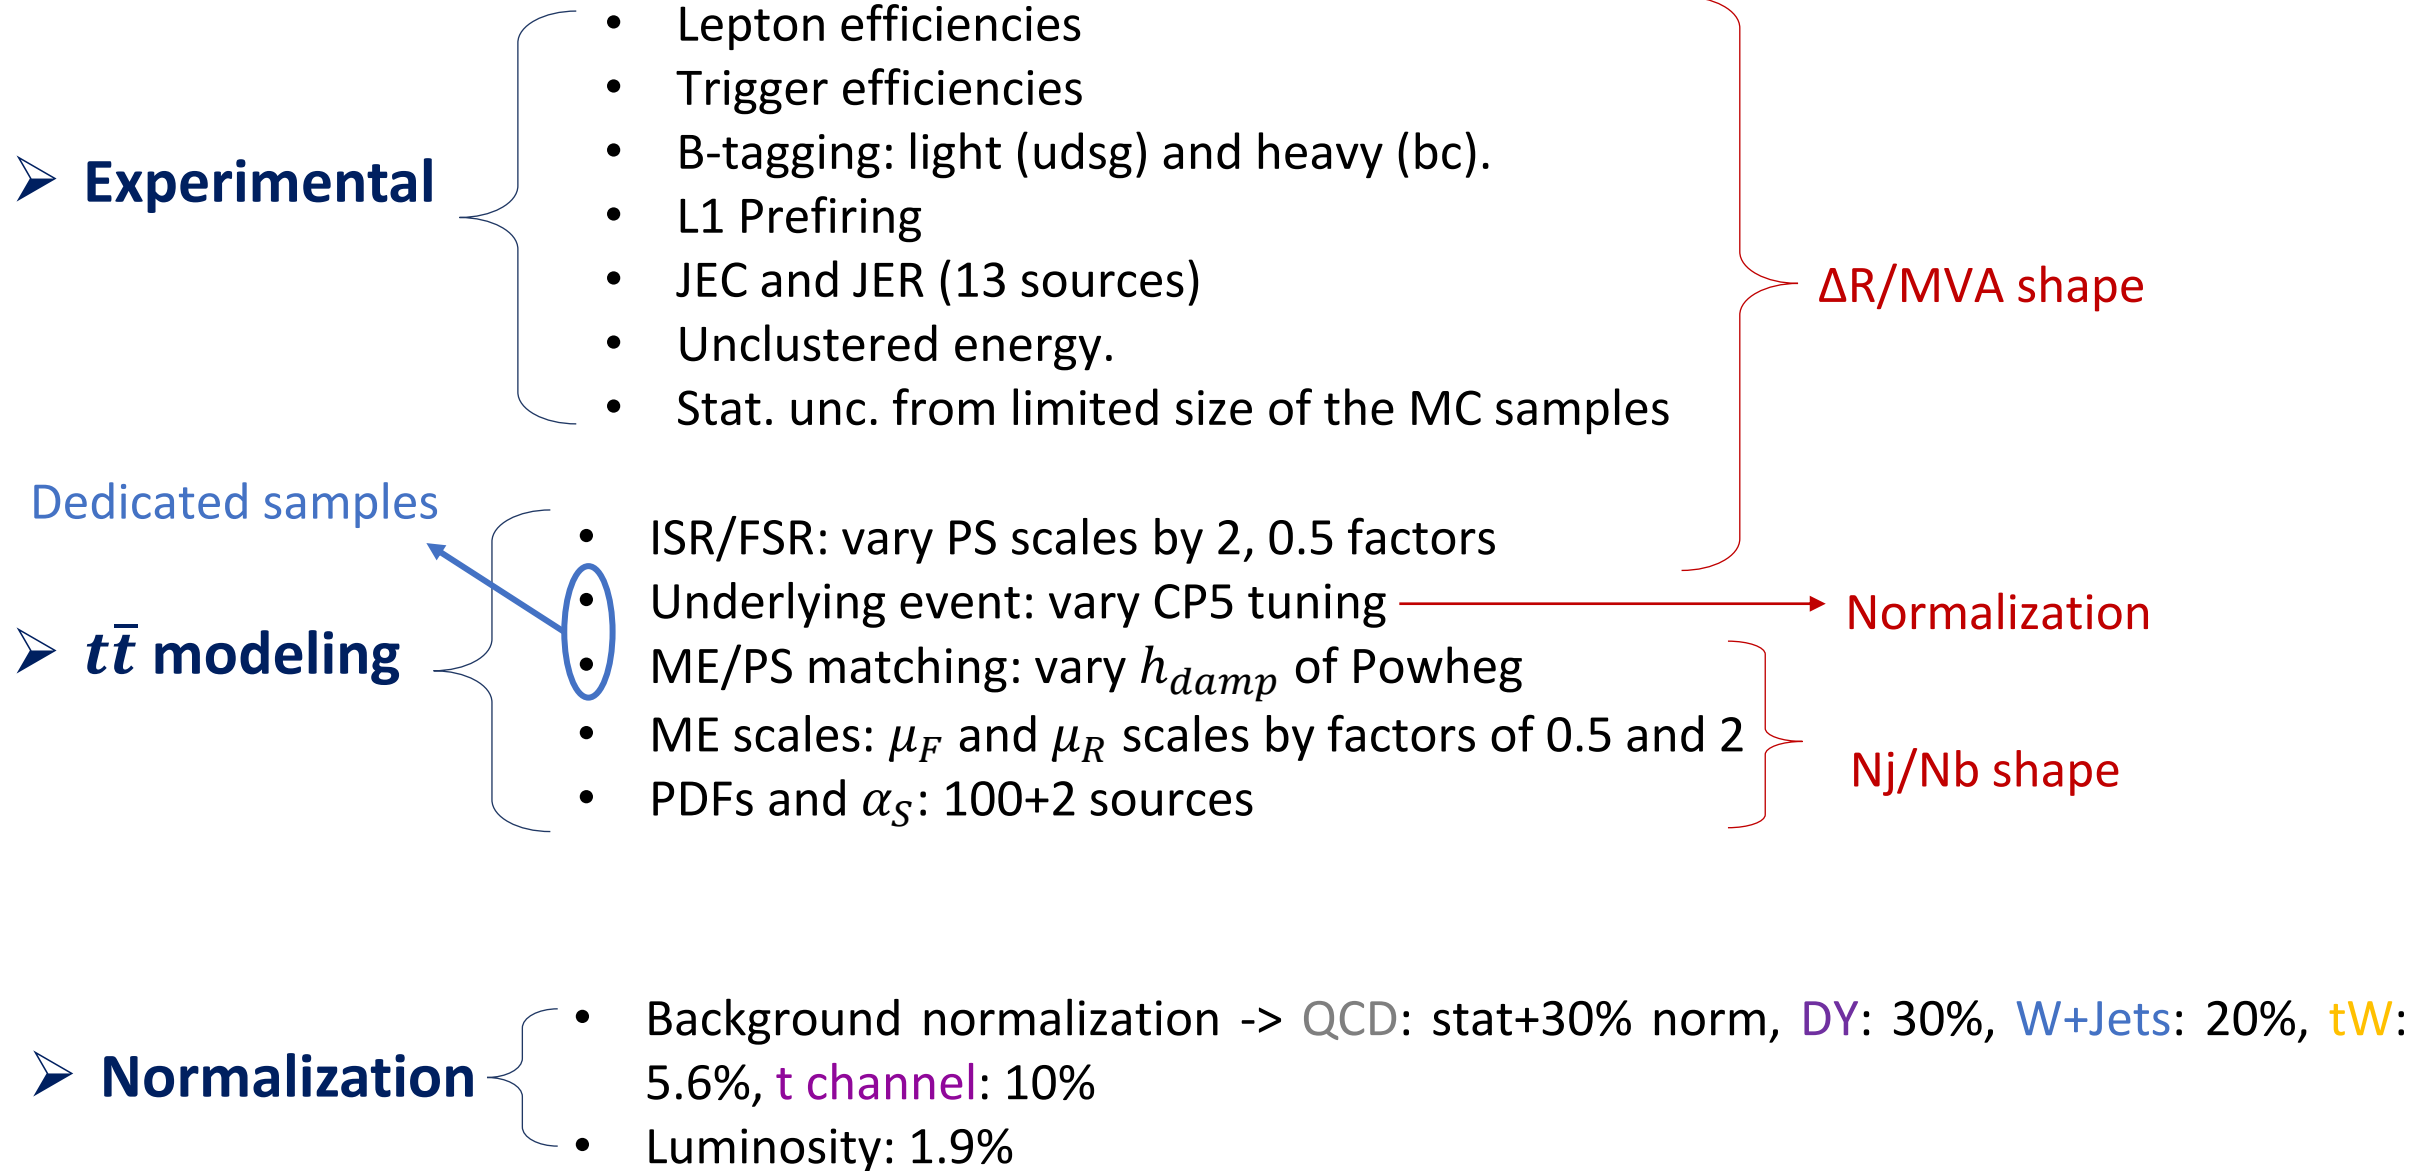 ➢ Experimental
• Lepton efficiencies
• Trigger efficiencies
• B-tagging: light (udsg) and heavy (bc).
• L1 Prefiring
• JEC and JER (13 sources)
• Unclustered energy.
• Stat. unc. from limited size of the MC samples
ΔR/MVA shape
Dedicated samples
➢ tt̄ modeling
• ISR/FSR: vary PS scales by 2, 0.5 factors
• Underlying event: vary CP5 tuning
Normalization
• ME/PS matching: vary h_damp of Powheg
• ME scales: μ_F and μ_R scales by factors of 0.5 and 2
• PDFs and α_S: 100+2 sources
Nj/Nb shape
➢ Normalization
• Background normalization -> QCD: stat+30% norm, DY: 30%, W+Jets: 20%, tW:
5.6%, t channel: 10%
• Luminosity: 1.9%